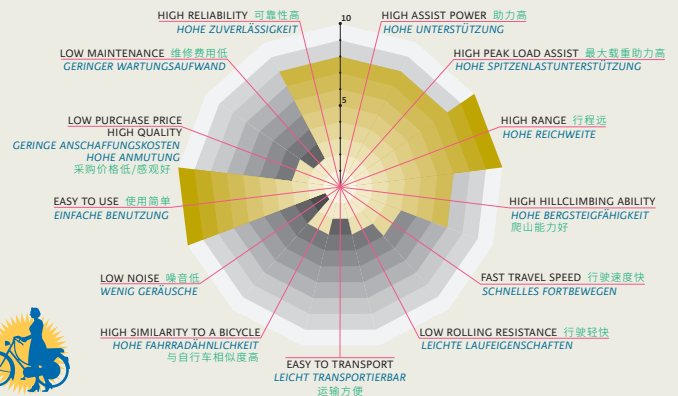 10
5
HIGH RELIABILITY 可靠性高
HOHE ZUVERLÄSSIGKEIT
HIGH ASSIST POWER 助力高
HOHE UNTERSTÜTZUNG
LOW MAINTENANCE 维修费用低
GERINGER WARTUNGSAUFWAND
HIGH PEAK LOAD ASSIST 最大载重助力高
HOHE SPITZENLASTUNTERSTÜTZUNG
LOW PURCHASE PRICE
HIGH QUALITY
GERINGE ANSCHAFFUNGSKOSTEN
HOHE ANMUTUNG
采购价格低/感观好
HIGH RANGE 行程远
HOHE REICHWEITE
EASY TO USE 使用简单
EINFACHE BENUTZUNG
HIGH HILLCLIMBING ABILITY
HOHE BERGSTEIGFÄHIGKEIT
爬山能力好
LOW NOISE 噪音低
WENIG GERÄUSCHE
FAST TRAVEL SPEED 行驶速度快
SCHNELLES FORTBEWEGEN
HIGH SIMILARITY TO A BICYCLE
HOHE FAHRRADÄHNLICHKEIT
与自行车相似度高
LOW ROLLING RESISTANCE 行驶轻快
LEICHTE LAUFEIGENSCHAFTEN
EASY TO TRANSPORT
LEICHT TRANSPORTIERBAR
运输方便